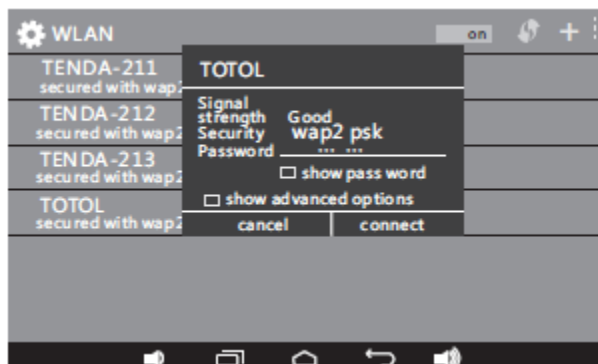 WLAN
on
TENDA-211
secured with wap2
TENDA-212
secured with wap2
TENDA-213
secured with wap2
TOTOL
secured with wap2
TOTOL
Signal
strength Good
Security wap2 psk
Password ... ...
show pass word
show advanced options
cancel connect